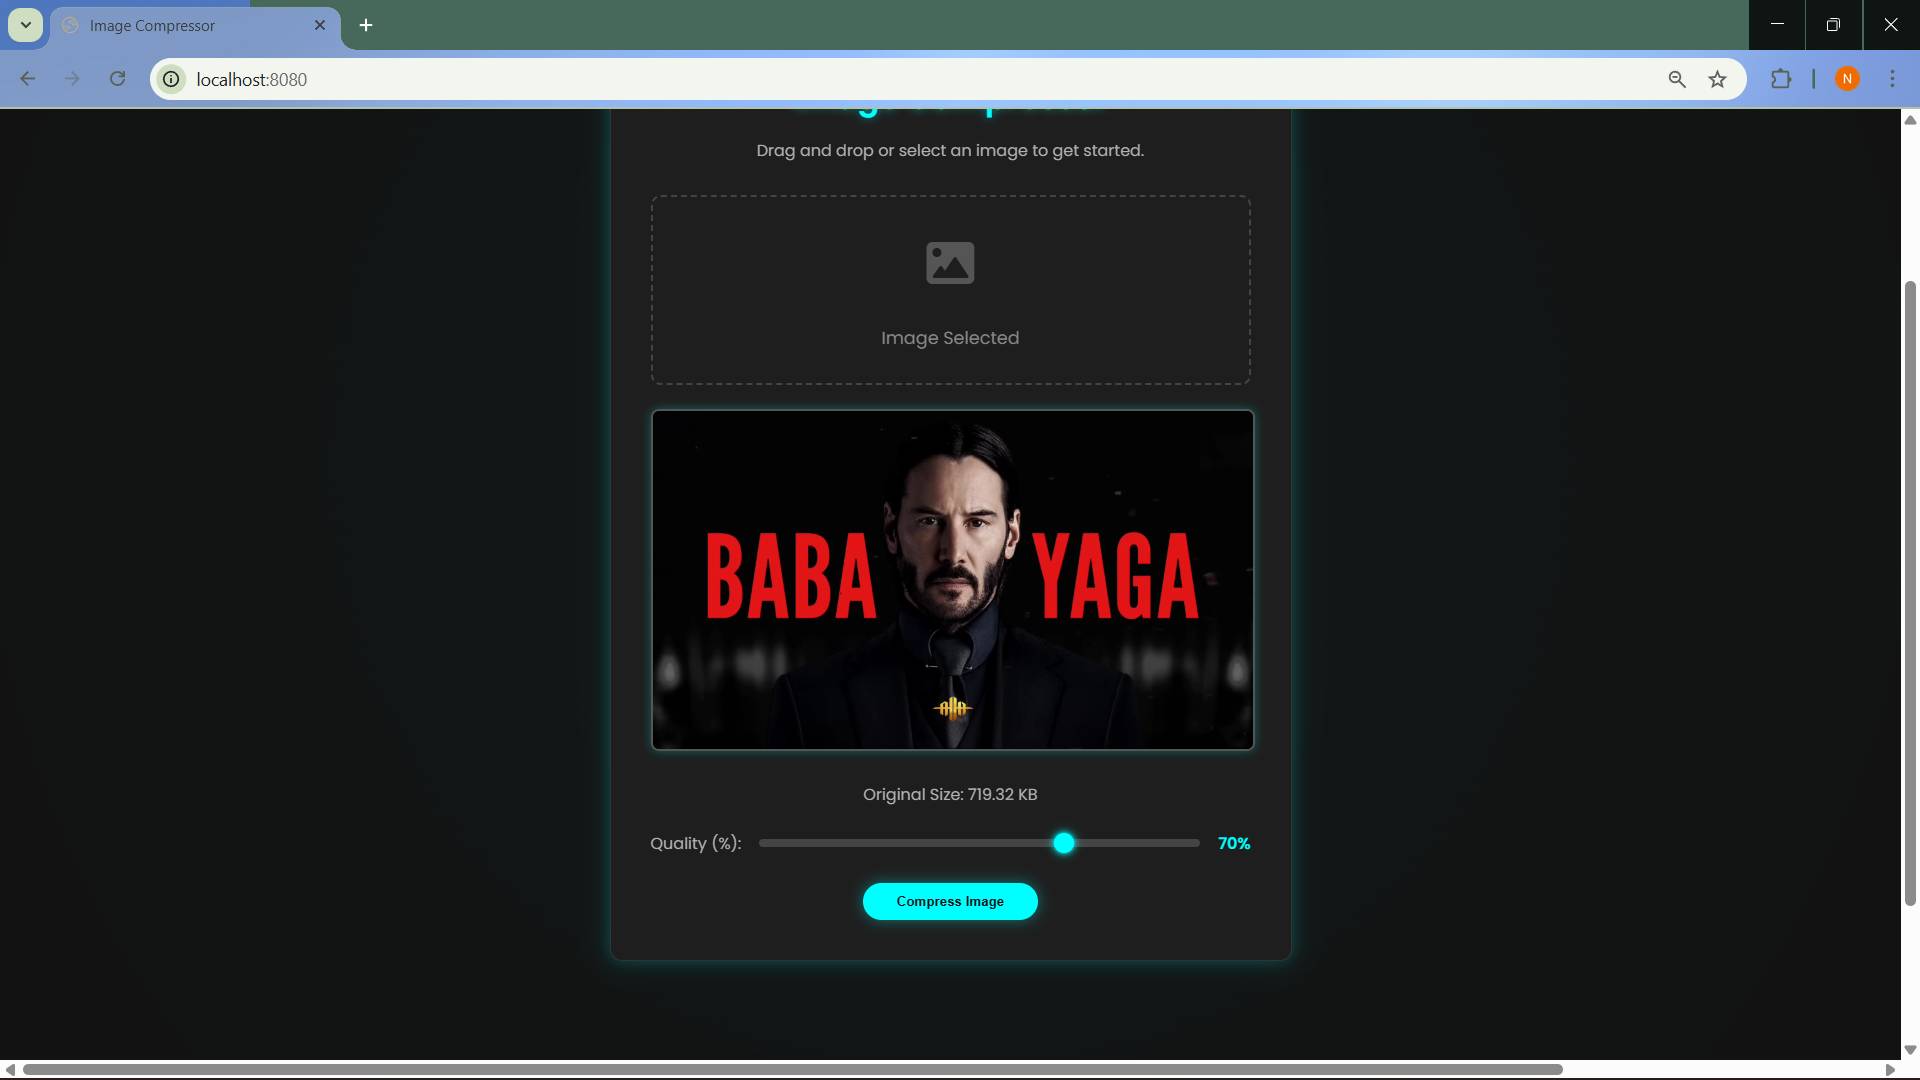 Image Compressor
localhost:8080
N
Drag and drop or select an image to get started.
Image Selected
BABA YAGA
Original Size: 719.32 KB
Quality (%):
70%
Compress Image